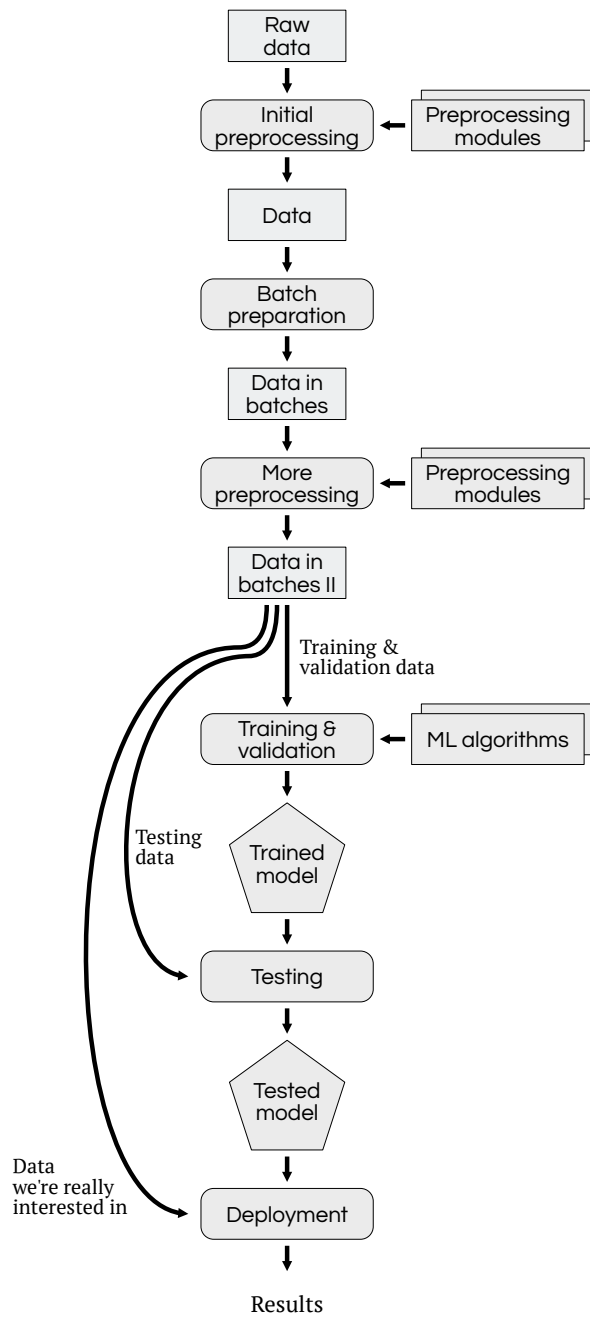 Raw
data
Initial
preprocessing
Preprocessing
modules
Data
Batch
preparation
Data in
batches
More
preprocessing
Preprocessing
modules
Data in
batches II
Training &
validation data
Training &
validation
ML algorithms
Testing
data
Trained
model
Testing
Tested
model
Data
we're really
interested in
Deployment
Results